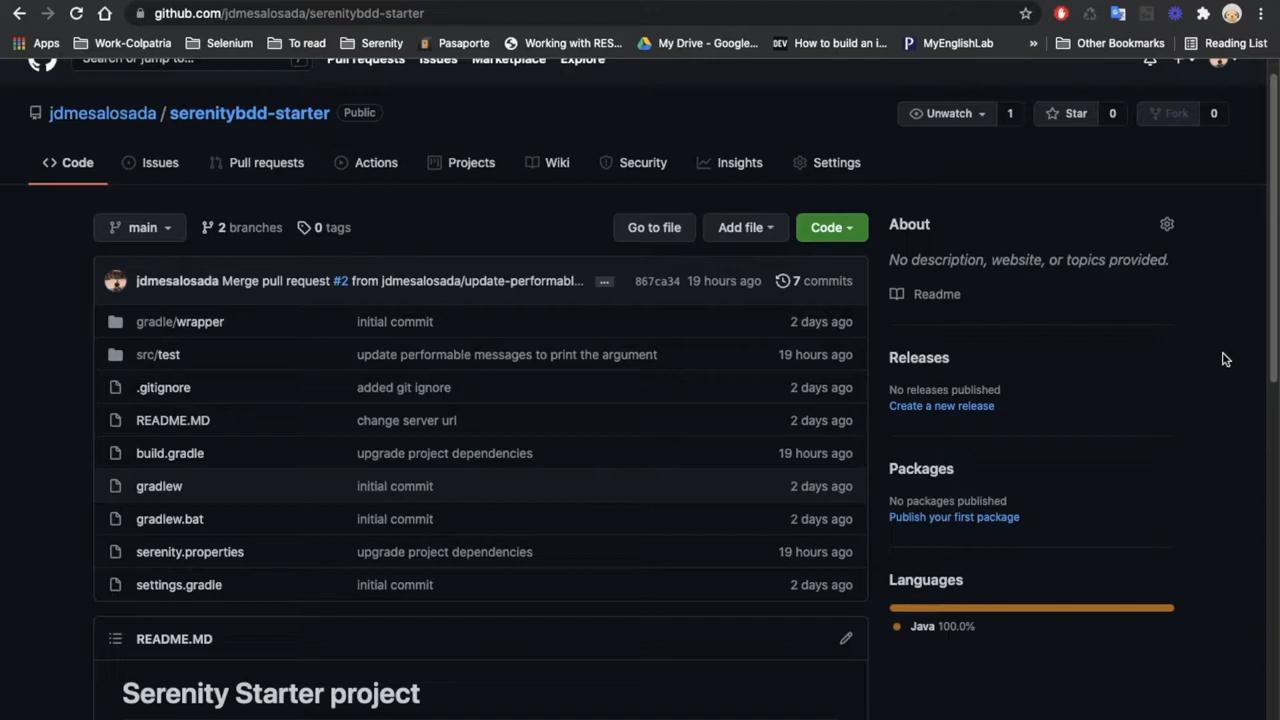 github.com/jdmesalosada/serenitybdd-starter
Apps Work-Colpatria Selenium To read Serenity Pasaporte Working with RES... My Drive - Google... DEV How to build an i... P MyEnglishLab » Other Bookmarks Reading List
Search or jump to... / Pull requests Issues Marketplace Explore
jdmesalosada / serenitybdd-starter Public Unwatch 1 Star 0 Fork 0
<> Code Issues Pull requests Actions Projects Wiki Security Insights Settings
main 2 branches 0 tags Go to file Add file Code
jdmesalosada Merge pull request #2 from jdmesalosada/update-performabl... ... 867ca34 19 hours ago 7 commits
gradle/wrapper initial commit 2 days ago
src/test update performable messages to print the argument 19 hours ago
.gitignore added git ignore 2 days ago
README.MD change server url 2 days ago
build.gradle upgrade project dependencies 19 hours ago
gradlew initial commit 2 days ago
gradlew.bat initial commit 2 days ago
serenity.properties upgrade project dependencies 19 hours ago
settings.gradle initial commit 2 days ago
README.MD
Serenity Starter project
About
No description, website, or topics provided.
Readme
Releases
No releases published
Create a new release
Packages
No packages published
Publish your first package
Languages
Java 100.0%